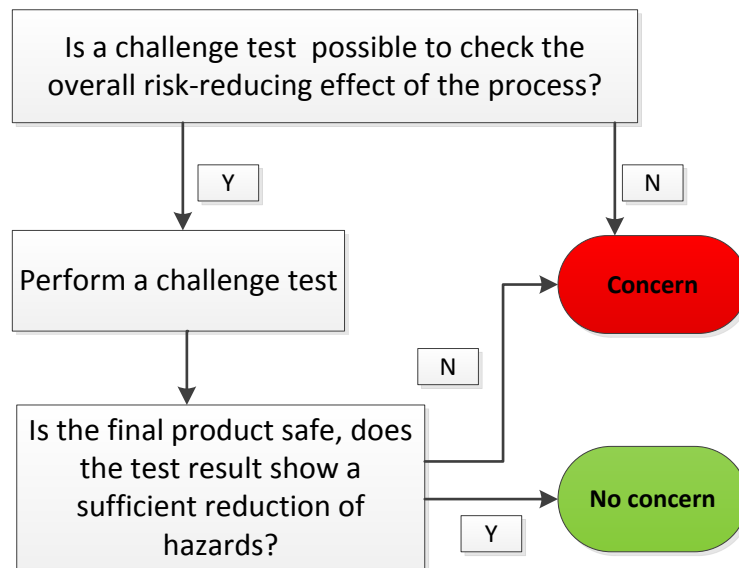 Is a challenge test possible to check the
overall risk-reducing effect of the process?
Y
N
Perform a challenge test
Concern
N
Is the final product safe, does
the test result show a
sufficient reduction of
hazards?
No concern
Y